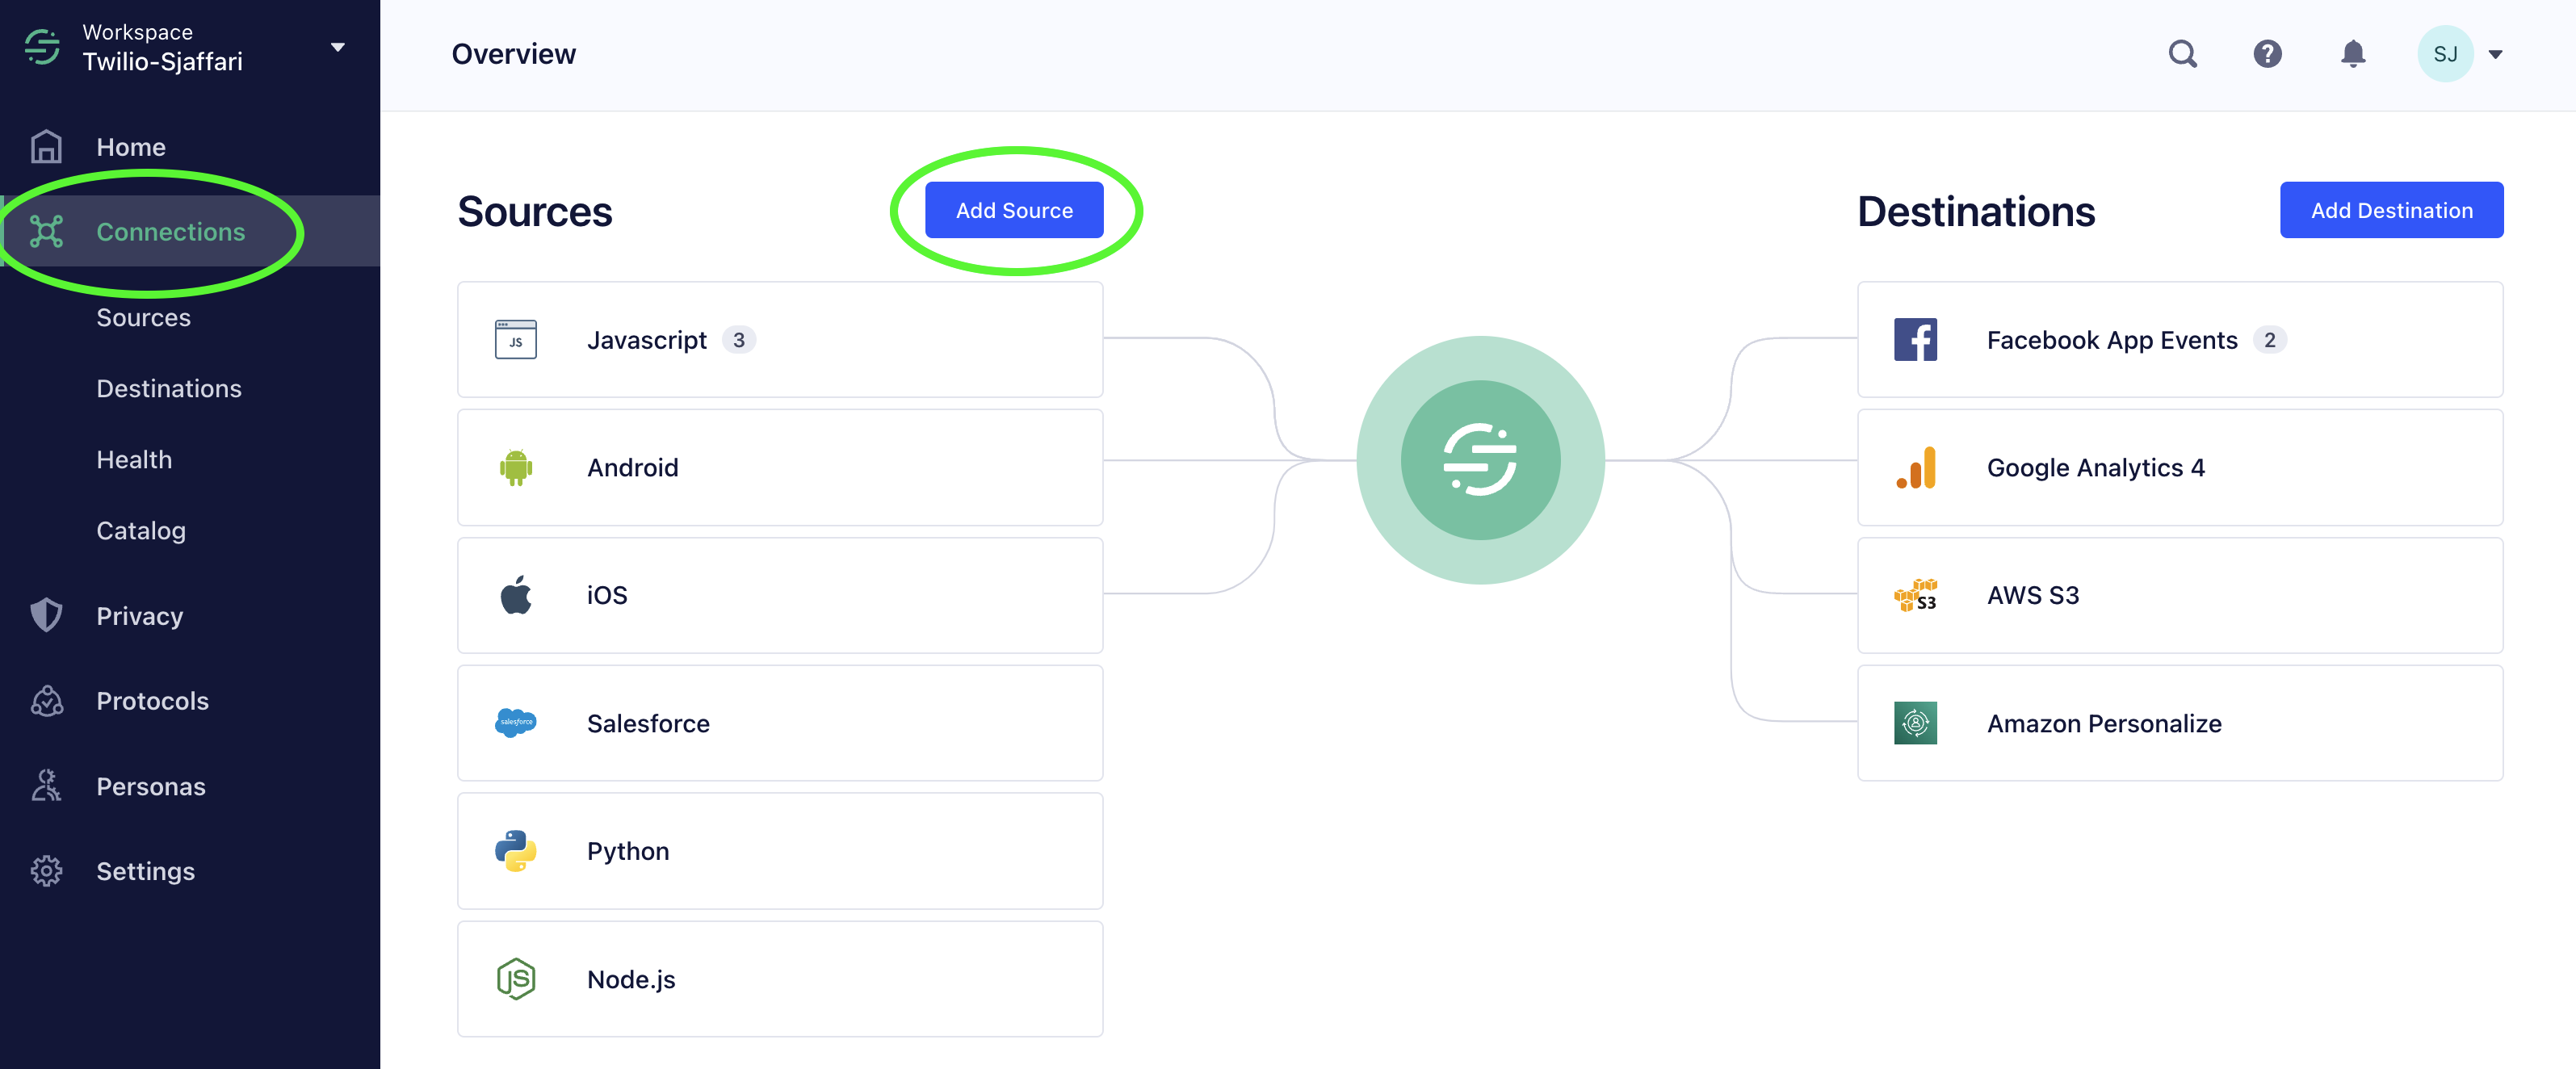 Workspace
Twilio-Sjaffari
Home
Connections
Sources
Destinations
Health
Catalog
Privacy
Protocols
Personas
Settings
Overview
?
SJ
Sources
Add Source
JS
Javascript 3
Android
iOS
salesforce
Salesforce
Python
JS
Node.js
Destinations
Add Destination
f
Facebook App Events 2
Google Analytics 4
S3
AWS S3
Amazon Personalize